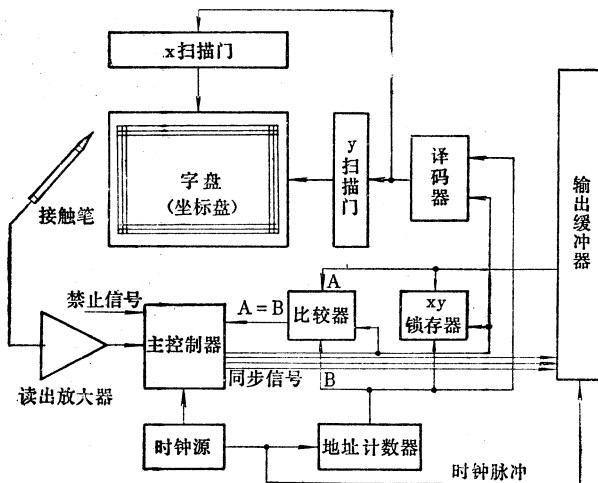 x扫描门
字盘
(坐标盘)
y扫描门
译码器
输出缓冲器
接触笔
禁止信号
A=B
A
比较器
xy
锁存器
主控制器
B
同步信号
读出放大器
时钟源
地址计数器
时钟脉冲